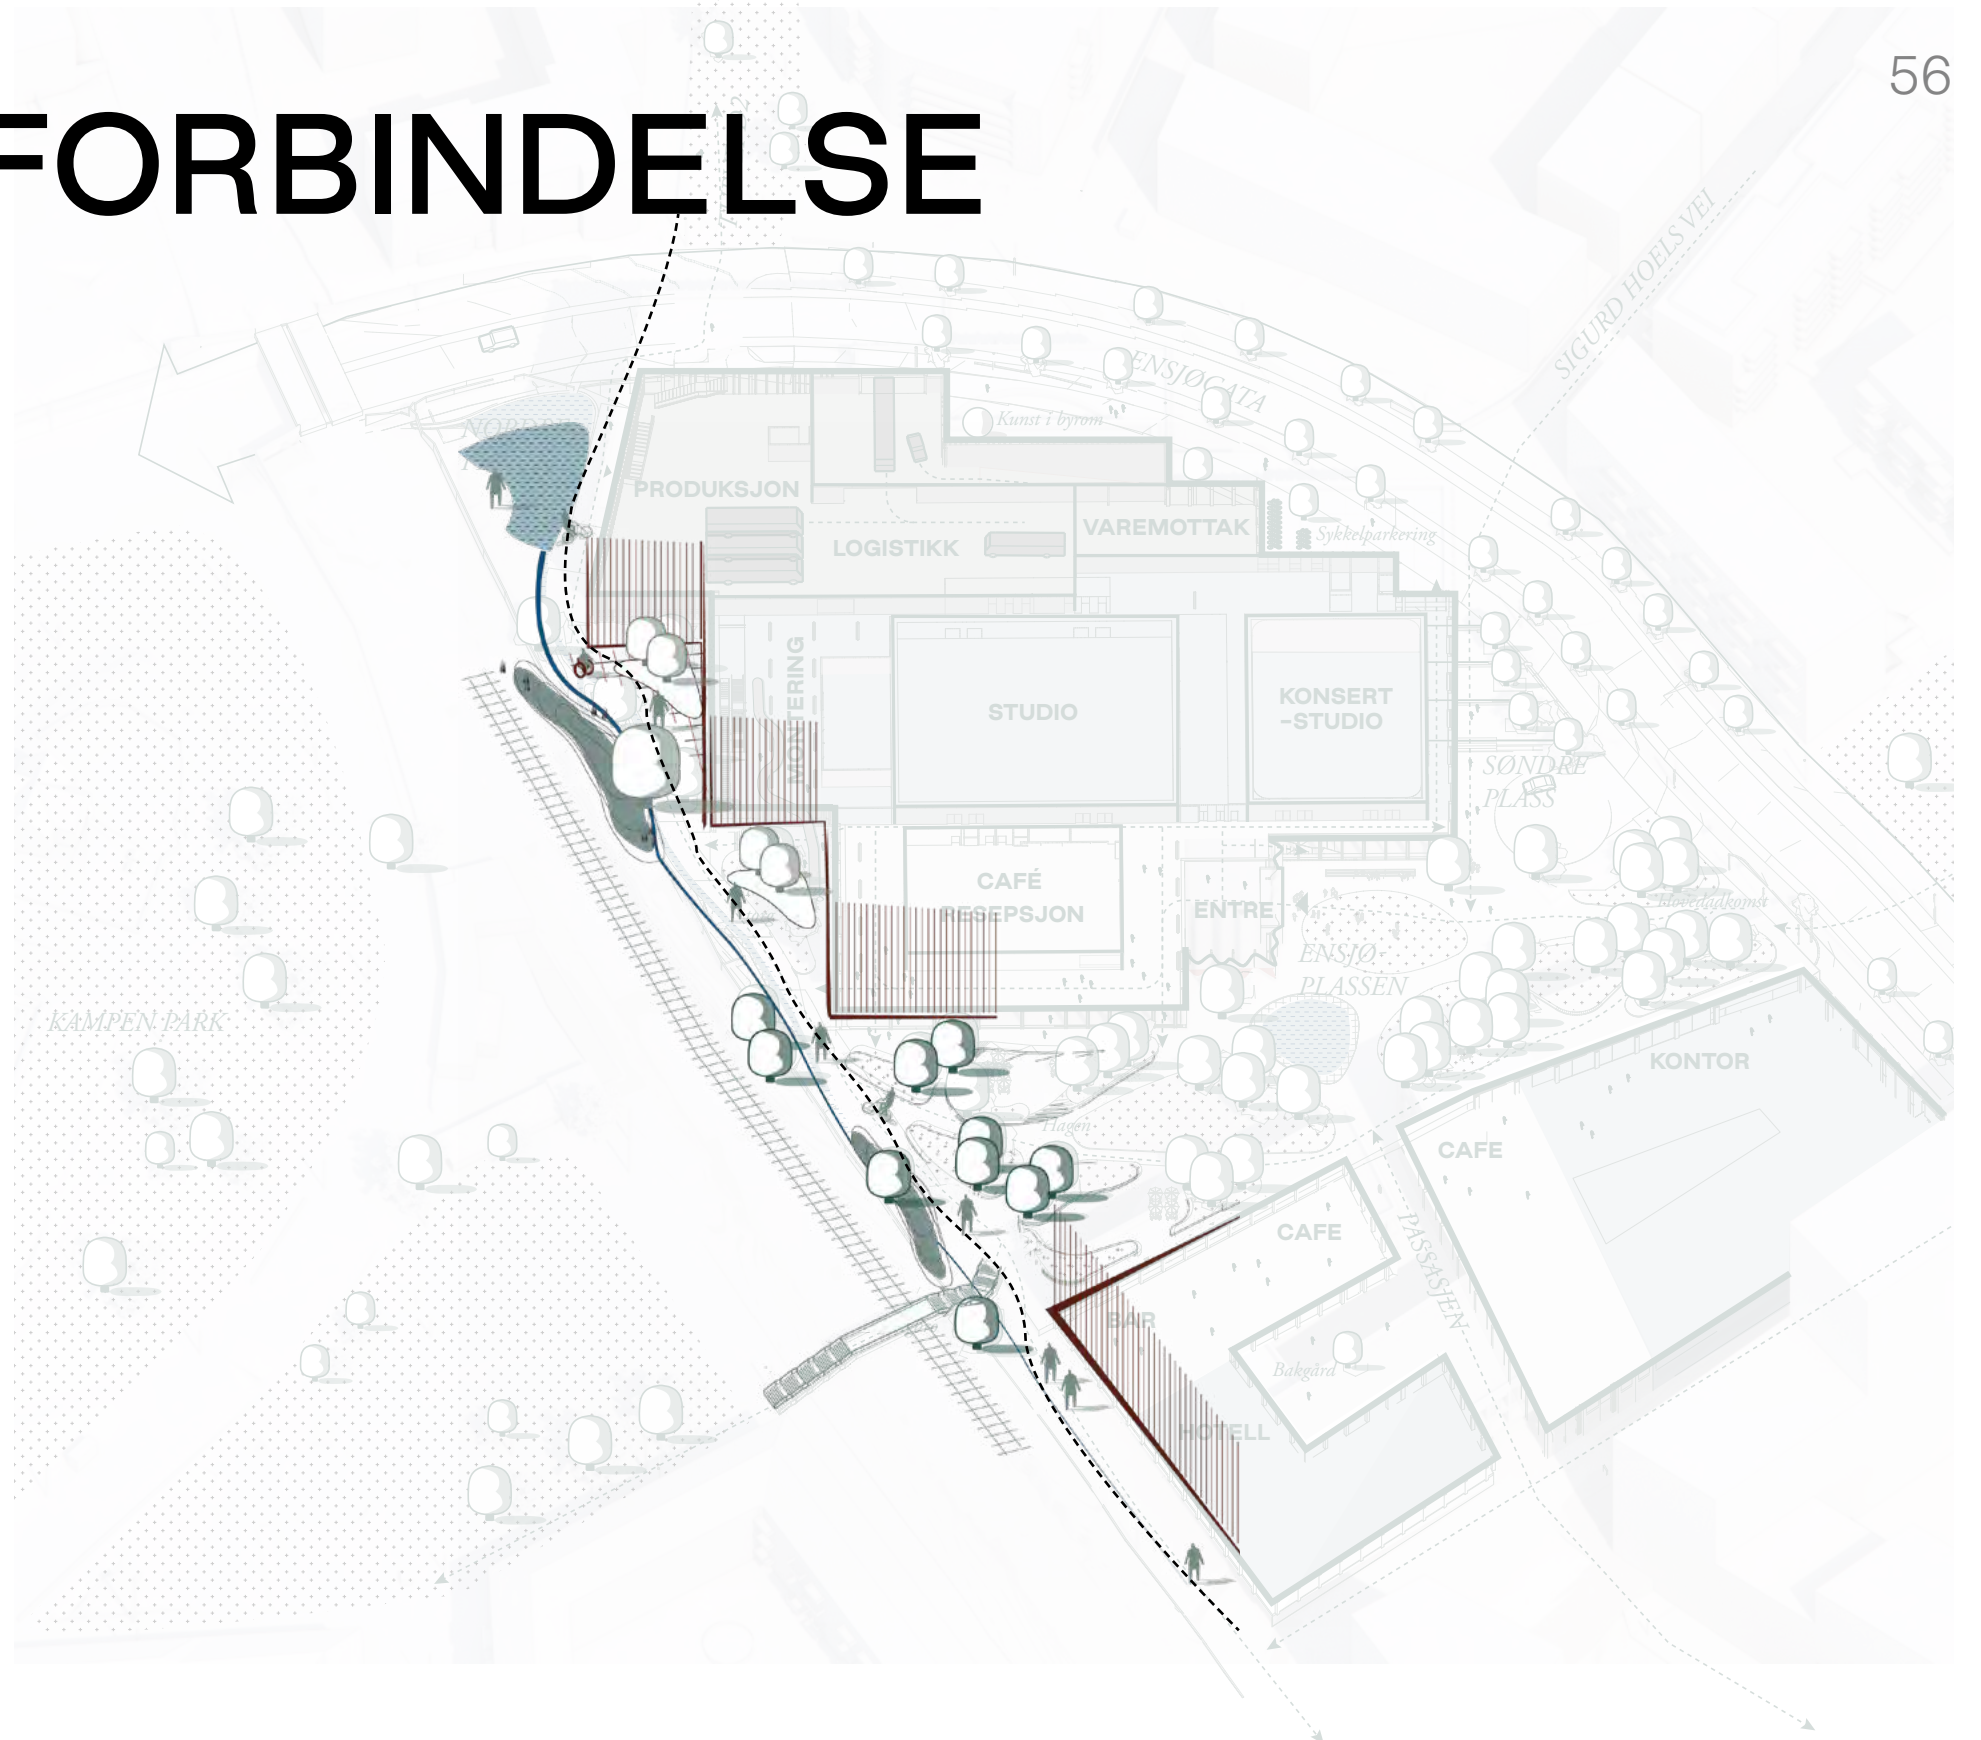 56
FORBINDELSE
SIGURD HOELS VEI
ENSJØGATA
Kunst i byrom
PRODUKSJON
LOGISTIKK
VAREMOTTAK
Sykkelparkering
MONTERING
STUDIO
KONSERT
-STUDIO
SØNDRE
PLASS
CAFÉ
RESEPSJON
ENTRE
Hovedadkomst
ENSJØ-
PLASSEN
KAMPEN PARK
KONTOR
Hagen
CAFE
CAFE
PASSASJEN
BAR
Bakgård
HOTELL